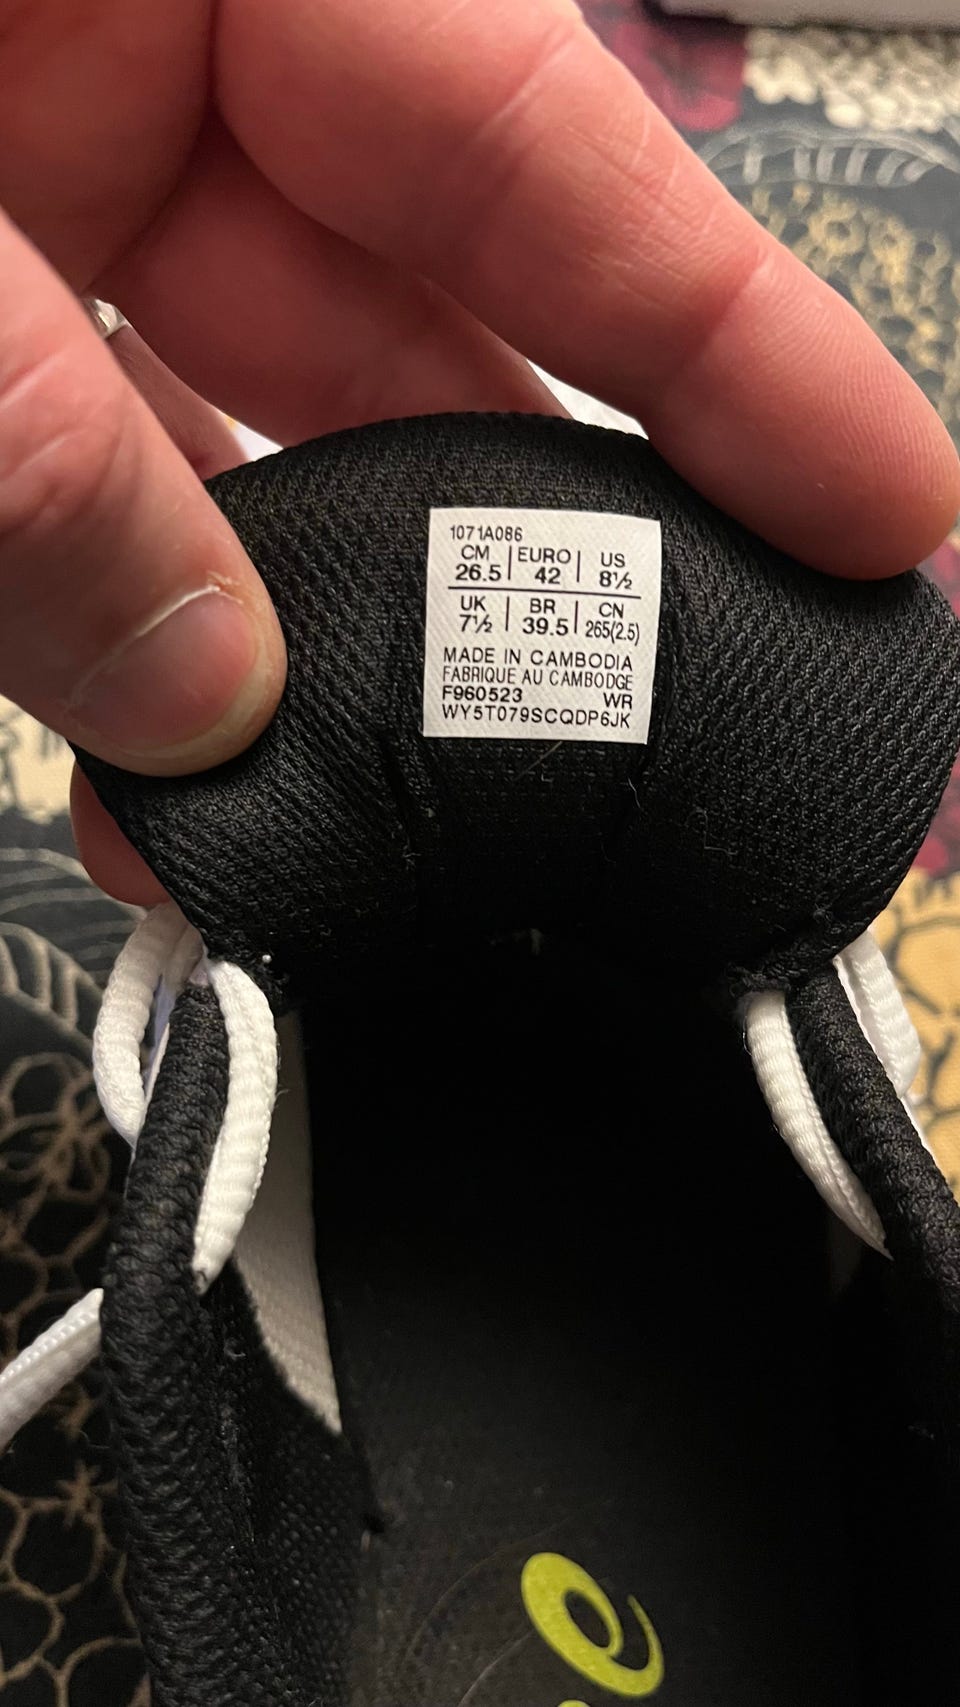 1071A086
CM | EURO | US
26.5 | 42 | 8½
UK | BR | CN
7½ | 39.5 | 265(2.5)
MADE IN CAMBODIA
FABRIQUE AU CAMBODGE
F960523 WR
WY5T079SCQDP6JK